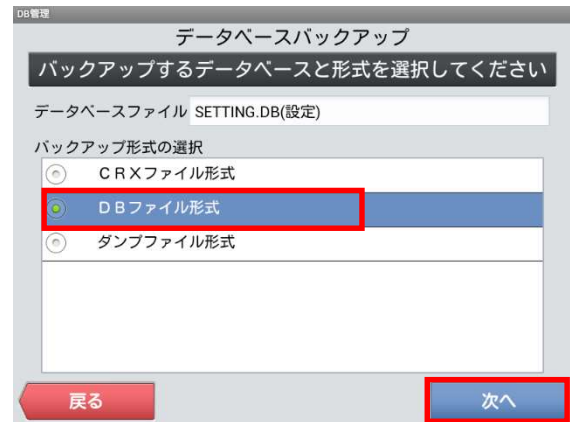 DB管理
データベースバックアップ
バックアップするデータベースと形式を選択してください
データベースファイル SETTING.DB(設定)
バックアップ形式の選択
ＣＲＸファイル形式
ＤＢファイル形式
ダンプファイル形式
戻る 次へ